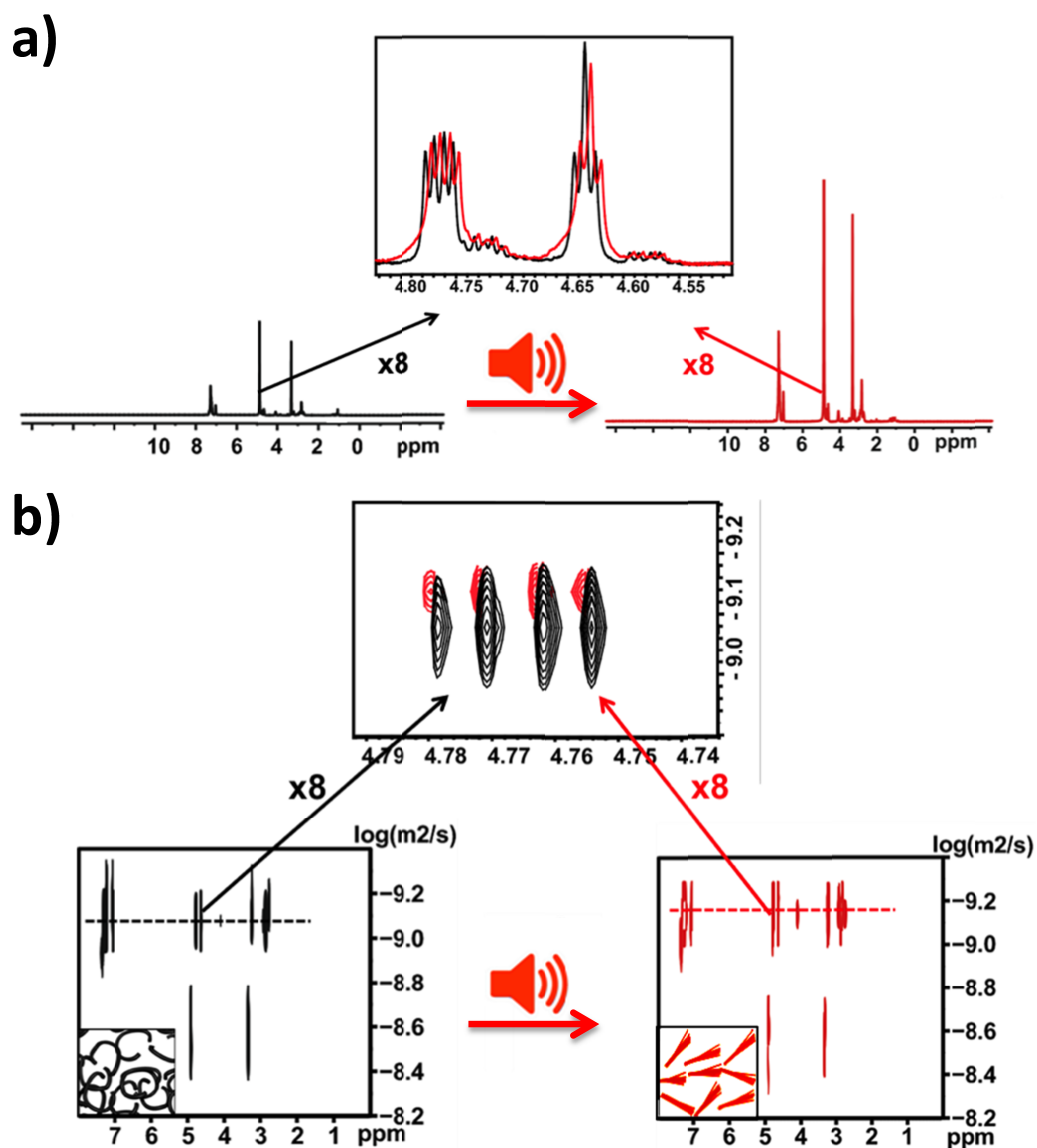 a)
4.80 4.75 4.70 4.65 4.60 4.55
x8
x8
10 8 6 4 2 0 ppm
10 8 6 4 2 0 ppm
b)
- 9.2
- 9.1
- 9.0
4.79 4.78 4.77 4.76 4.75 4.74
x8
x8
log(m2/s)
-9.2
-9.0
-8.8
-8.6
-8.4
-8.2
7 6 5 4 3 2 1 ppm
log(m2/s)
-9.2
-9.0
-8.8
-8.6
-8.4
-8.2
7 6 5 4 3 2 1 ppm